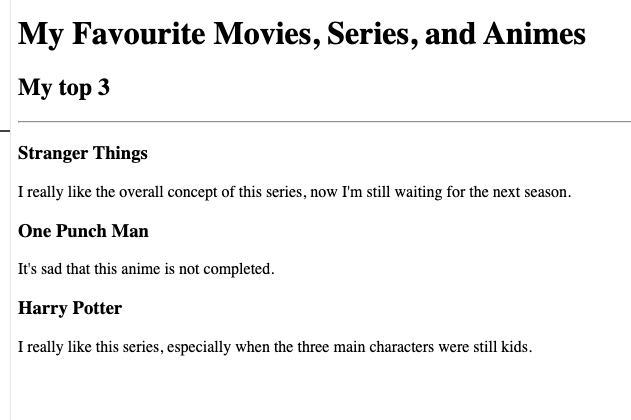 My Favourite Movies, Series, and Animes
My top 3
Stranger Things
I really like the overall concept of this series, now I'm still waiting for the next season.
One Punch Man
It's sad that this anime is not completed.
Harry Potter
I really like this series, especially when the three main characters were still kids.